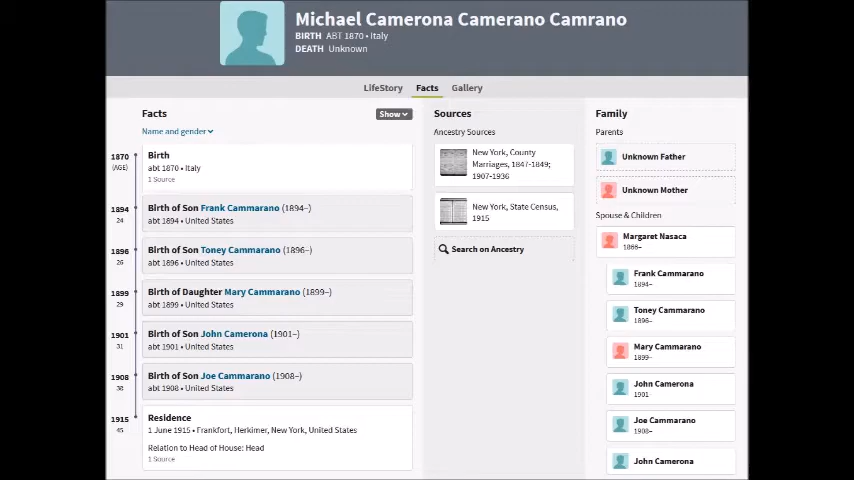 Michael Camerona Camerano Camrano
BIRTH ABT 1870 • Italy
DEATH Unknown
LifeStory Facts Gallery
Facts
Show
Name and gender
1870
(AGE)
Birth
abt 1870 • Italy
1 Source
1894
24
Birth of Son Frank Cammarano (1894–)
abt 1894 • United States
1896
26
Birth of Son Toney Cammarano (1896–)
abt 1896 • United States
1899
29
Birth of Daughter Mary Cammarano (1899–)
abt 1899 • United States
1901
31
Birth of Son John Camerona (1901–)
abt 1901 • United States
1908
38
Birth of Son Joe Cammarano (1908–)
abt 1908 • United States
1915
45
Residence
1 June 1915 • Frankfort, Herkimer, New York, United States
Relation to Head of House: Head
1 Source
Sources
Ancestry Sources
New York, County
Marriages, 1847-1849;
1907-1936
New York, State Census,
1915
Search on Ancestry
Family
Parents
Unknown Father
Unknown Mother
Spouse & Children
Margaret Nasaca
1866–
Frank Cammarano
1894–
Toney Cammarano
1896–
Mary Cammarano
1899–
John Camerona
1901–
Joe Cammarano
1908–
John Camerona